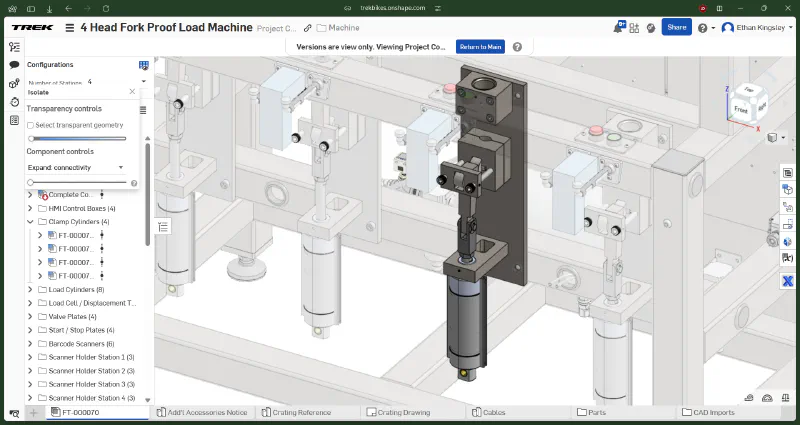 trekbikes.onshape.com
TREK
4 Head Fork Proof Load Machine
Project C...
Machine
9+
Share
Ethan Kingsley
Versions are view only. Viewing Project Co...
Return to Main
Configurations
Number of Stations 4
Isolate
Transparency controls
Select transparent geometry
Component controls
Expand: connectivity
Complete Co...
HMI Control Boxes (4)
Clamp Cylinders (4)
FT-00007...
FT-00007...
FT-00007...
FT-00007...
Load Cylinders (8)
Load Cell / Displacement T...
Valve Plates (4)
Start / Stop Plates (4)
Barcode Scanners (6)
Scanner Holder Station 1 (3)
Scanner Holder Station 2 (3)
Scanner Holder Station 3 (3)
Scanner Holder Station 4 (3)
Z
Top
Front
Right
X
FT-000070
Add'l Accessories Notice
Crating Reference
Crating Drawing
Cables
Parts
CAD Imports